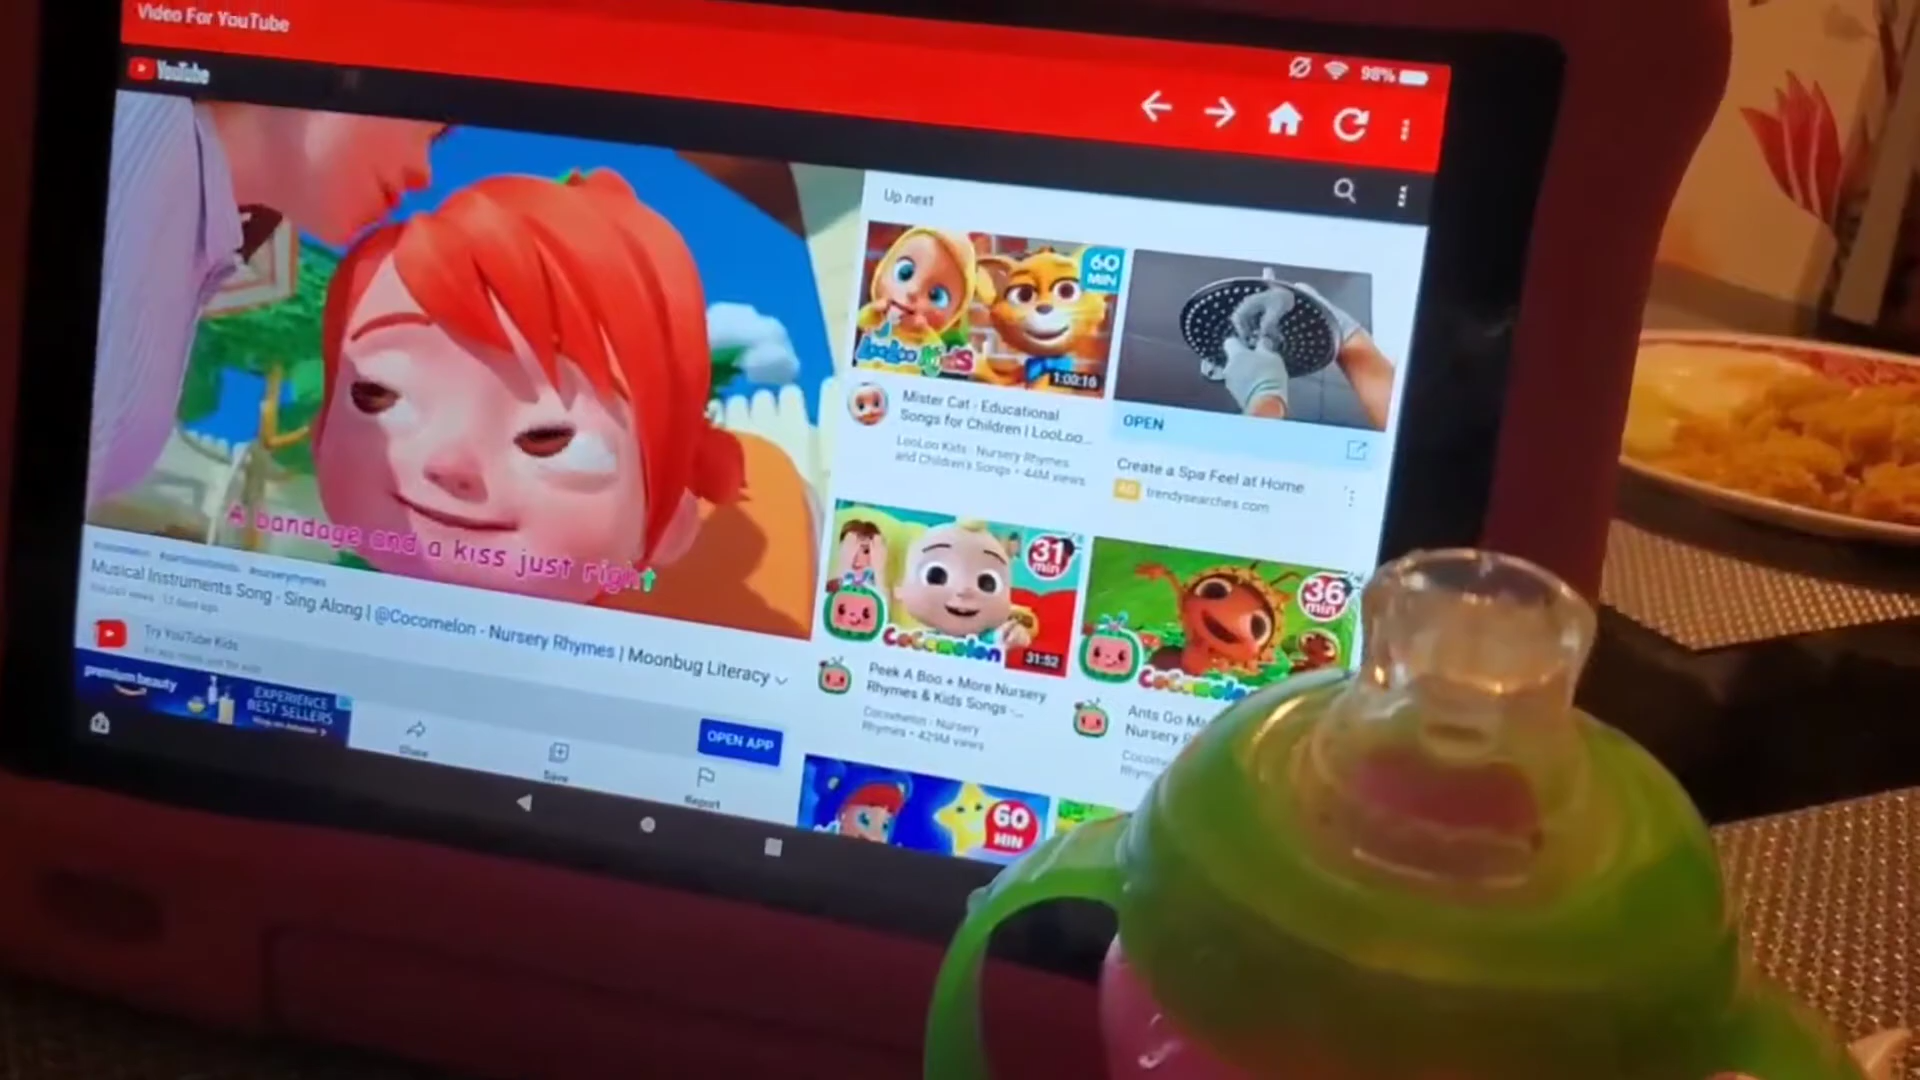 Video For YouTube
98%
YouTube
A bandage and a kiss just right
#nurseryrhymes
Musical Instruments Song - Sing Along | @Cocomelon - Nursery Rhymes | Moonbug Literacy
Try YouTube Kids
premium beauty
EXPERIENCE
BEST SELLERS
Share
Save
Report
OPEN APP
Up next
60
MIN
LooLoo KidS
1:00:16
Mister Cat - Educational
Songs for Children | LooLoo...
LooLoo Kids - Nursery Rhymes
and Children's Songs • 44M views
OPEN
Create a Spa Feel at Home
AD
trendysearches.com
31
min
CoComelon
31:52
Peek A Boo + More Nursery
Rhymes & Kids Songs -...
Cocomelon - Nursery
Rhymes • 429M views
36
min
CoComelon
Ants Go
Nursery
60
MIN